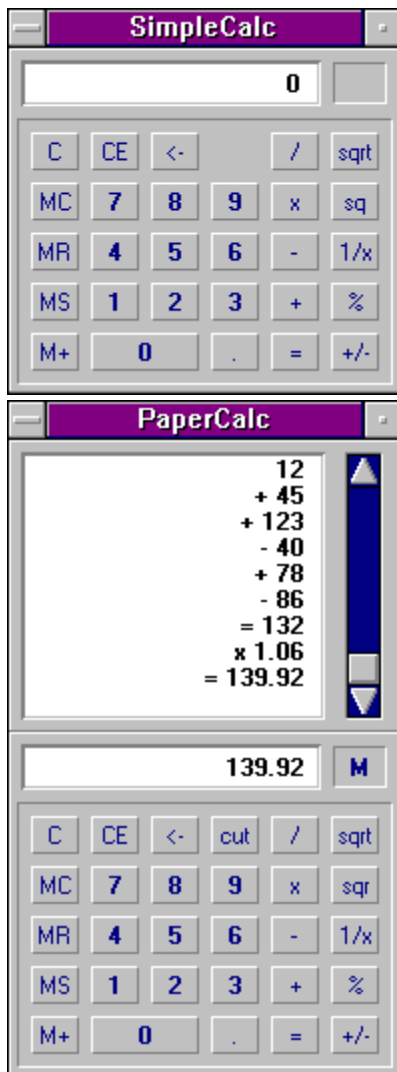 SimpleCalc
0
C CE <- / sqrt
MC 7 8 9 x sq
MR 4 5 6 - 1/x
MS 1 2 3 + %
M+ 0 . = +/-
PaperCalc
12
+ 45
+ 123
- 40
+ 78
- 86
= 132
x 1.06
= 139.92
139.92 M
C CE <- cut / sqrt
MC 7 8 9 x sqr
MR 4 5 6 - 1/x
MS 1 2 3 + %
M+ 0 . = +/-